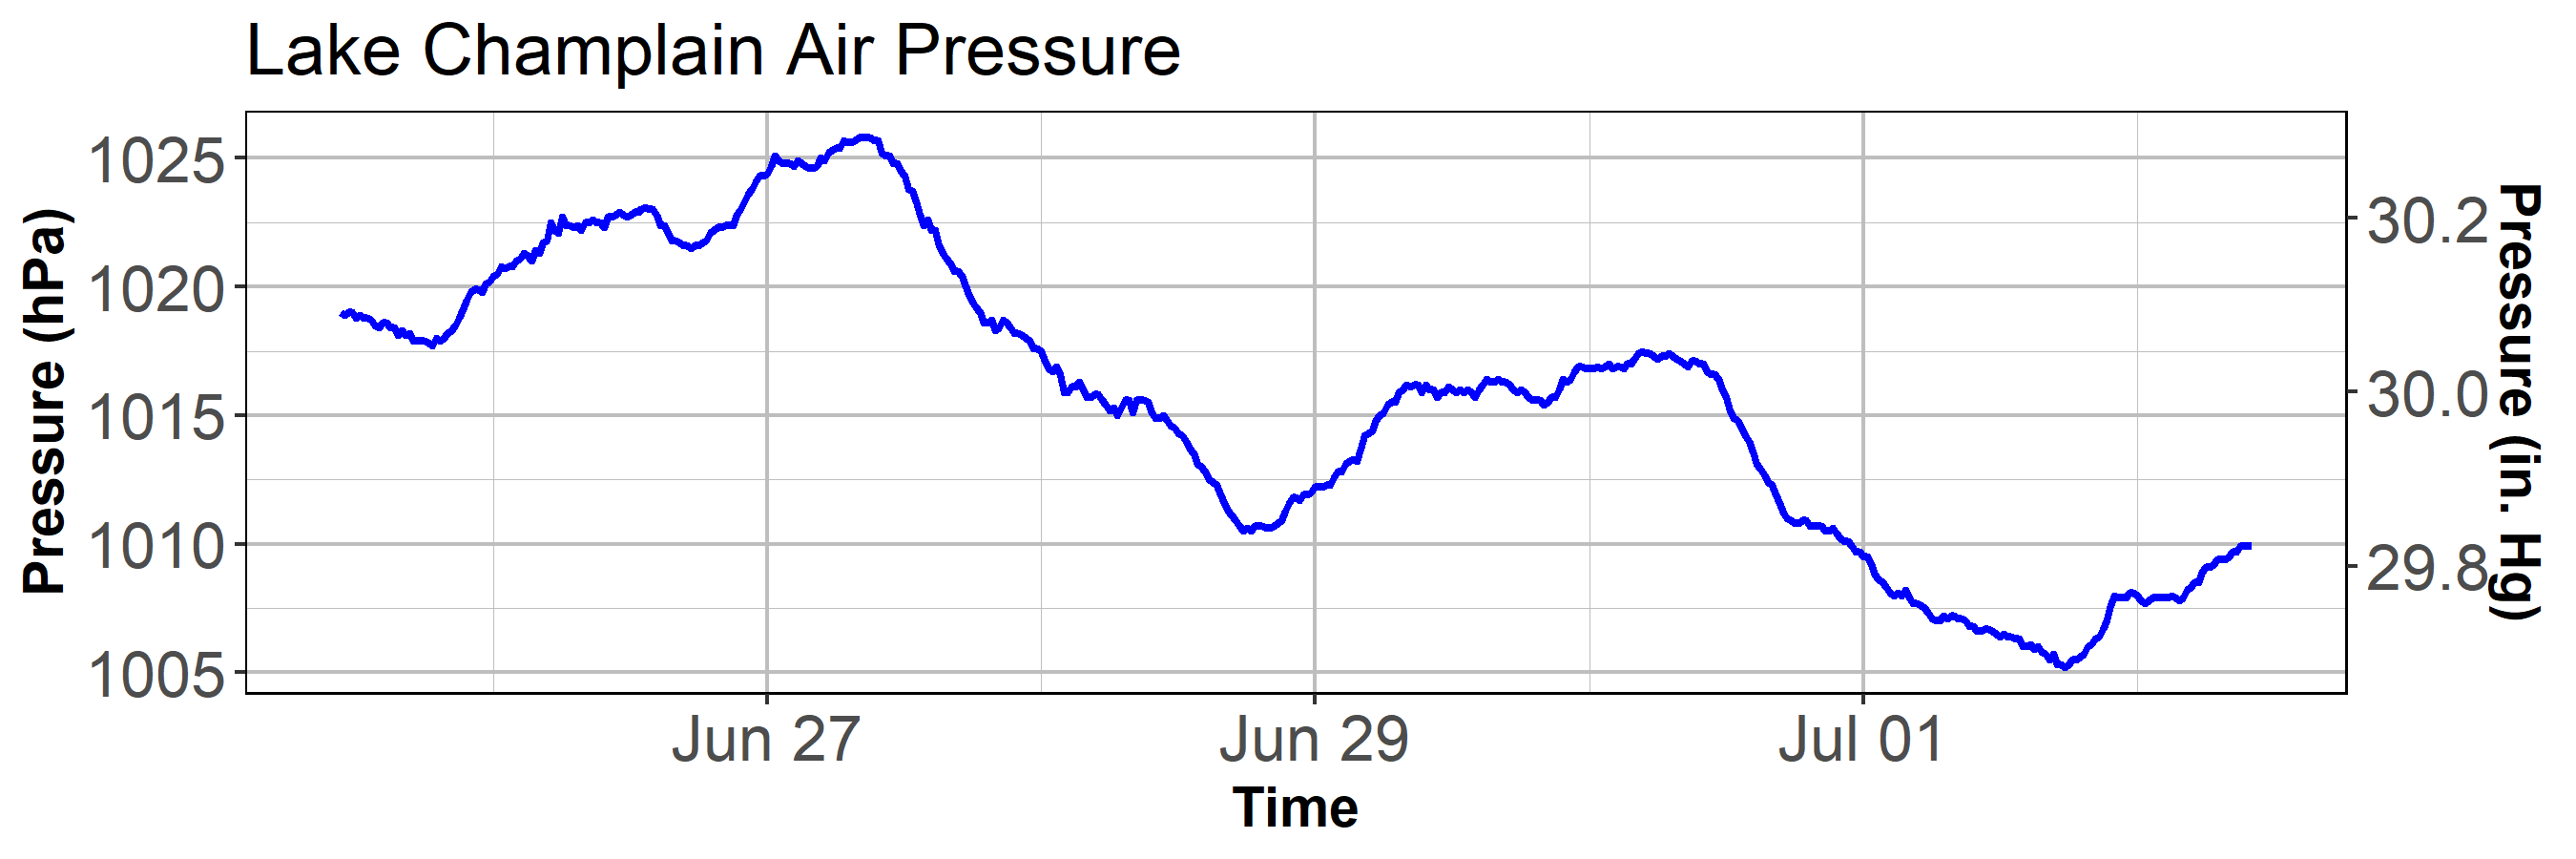 Lake Champlain Air Pressure
Pressure (hPa)
1025
1020
1015
1010
1005
30.2
30.0
29.8
Pressure (in. Hg)
Jun 27
Jun 29
Jul 01
Time